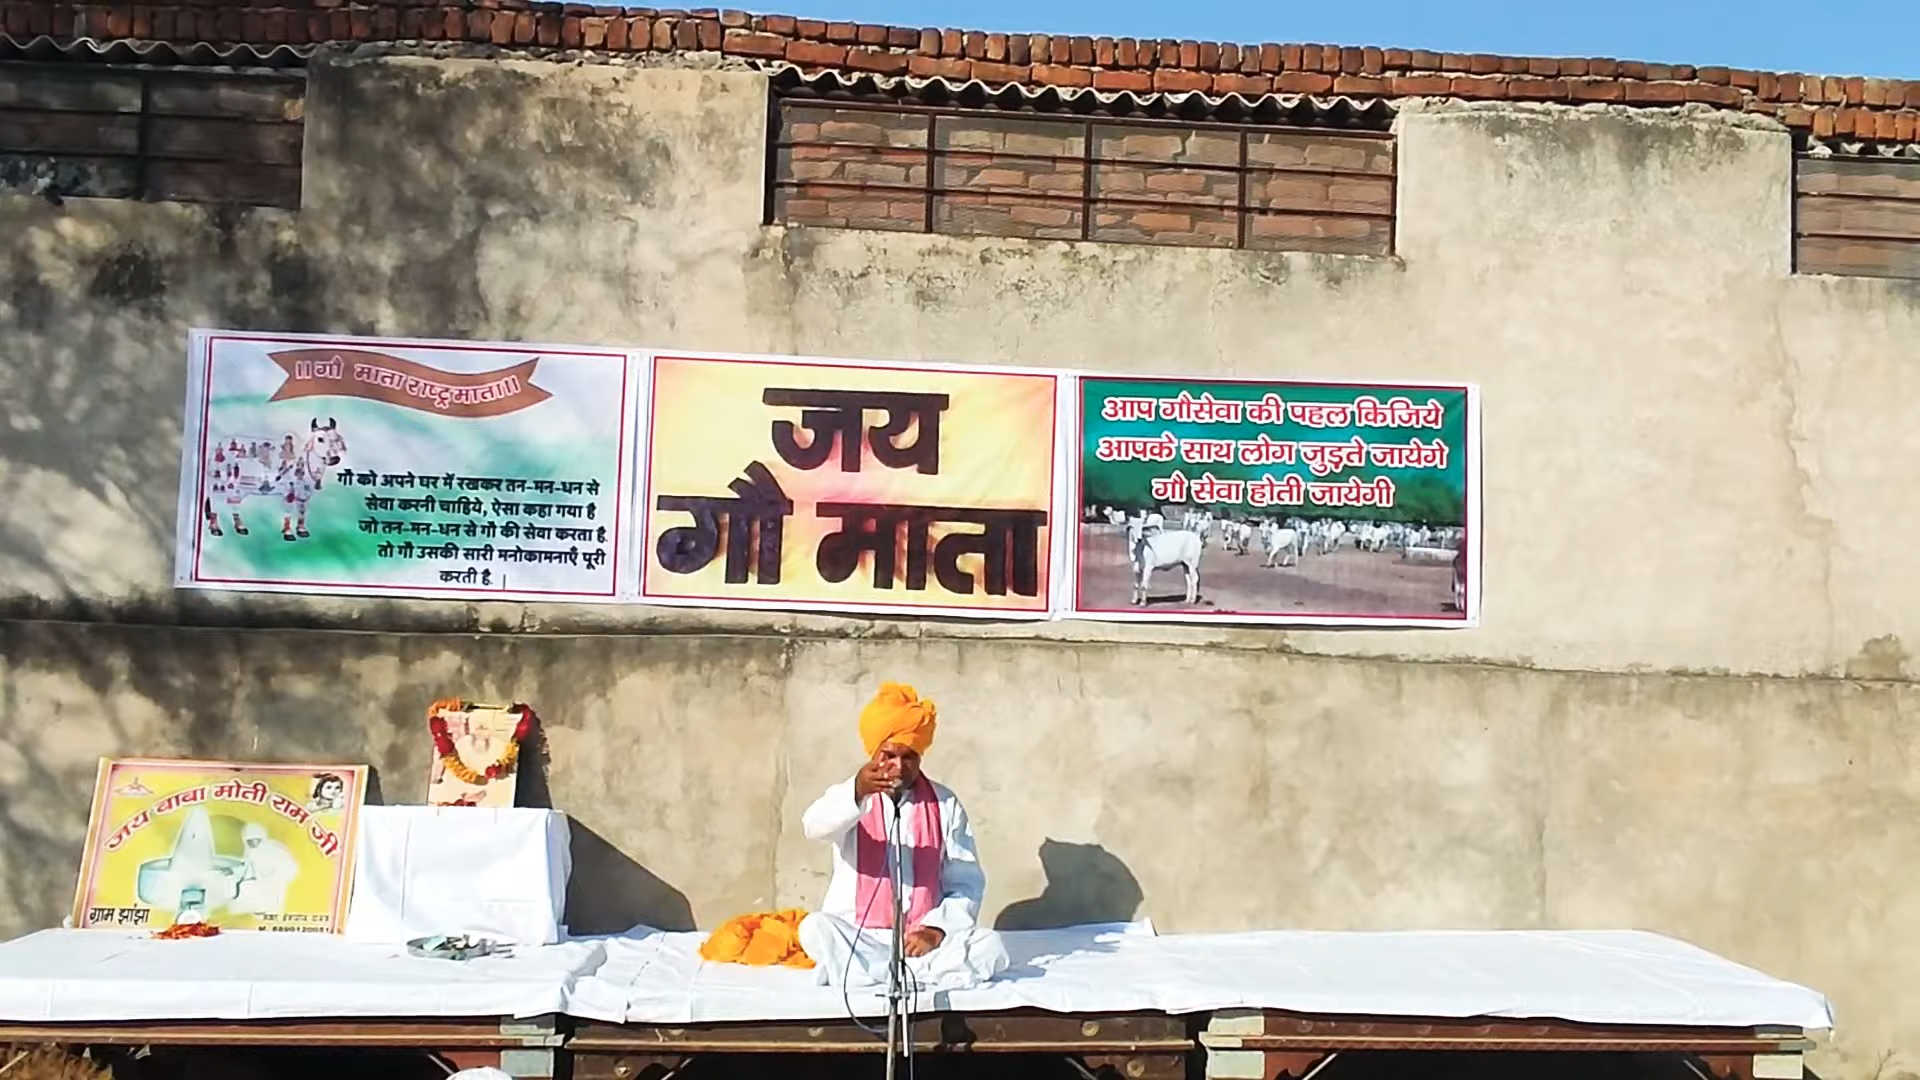 ॥ गौ माता राष्ट्रमाता॥
गौ को अपने घर में रखकर तन-मन-धन से
सेवा करनी चाहिये, ऐसा कहा गया है
जो तन-मन-धन से गौ की सेवा करता है
तो गौ उसकी सारी मनोकामनाएँ पूरी
करती है
जय
गौ माता
आप गौसेवा की पहल किजिये
आपके साथ लोग जुड़ते जायेगे
गौ सेवा होती जायेगी
जय बाबा मोती राम जी
ग्राम झांझा